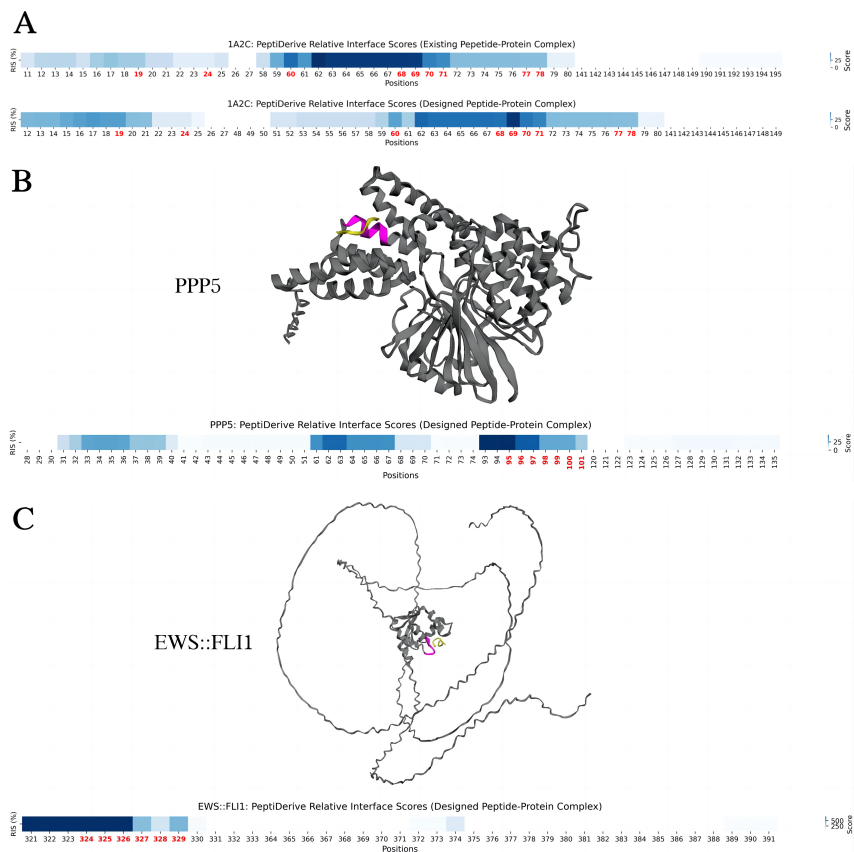 A
1A2C: PeptiDerive Relative Interface Scores (Existing Pepetide-Protein Complex)
RIS (%)
11 12 13 14 15 16 17 18 19 20 21 22 23 24 25 26 27 58 59 60 61 62 63 64 65 66 67 68 69 70 71 72 73 74 75 76 77 78 79 80 141 142 143 144 145 146 147 148 149 190 191 192 193 194 195
Positions
25
0
Score
1A2C: PeptiDerive Relative Interface Scores (Designed Peptide-Protein Complex)
RIS (%)
12 13 14 15 16 17 18 19 20 21 22 23 24 25 26 47 48 49 50 51 52 53 54 55 56 57 58 59 60 61 62 63 64 65 66 67 68 69 70 71 72 73 74 75 76 77 78 79 80 141 142 143 144 145 146 147 148 149
Positions
25
0
Score
B
PPP5
PPP5: PeptiDerive Relative Interface Scores (Designed Peptide-Protein Complex)
RIS (%)
28 29 30 31 32 33 34 35 36 37 38 39 40 41 42 43 44 45 46 47 48 49 50 51 61 62 63 64 65 66 67 68 69 70 71 72 73 74 93 94 95 96 97 98 99 100 101 120 121 122 123 124 125 126 127 128 129 130 131 132 133 134 135
Positions
25
0
Score
C
EWS::FLI1
EWS::FLI1: PeptiDerive Relative Interface Scores (Designed Peptide-Protein Complex)
RIS (%)
321 322 323 324 325 326 327 328 329 330 331 332 333 364 365 366 367 368 369 370 371 372 373 374 375 376 377 378 379 380 381 382 383 384 385 386 387 388 389 390 391
Positions
500
250
Score